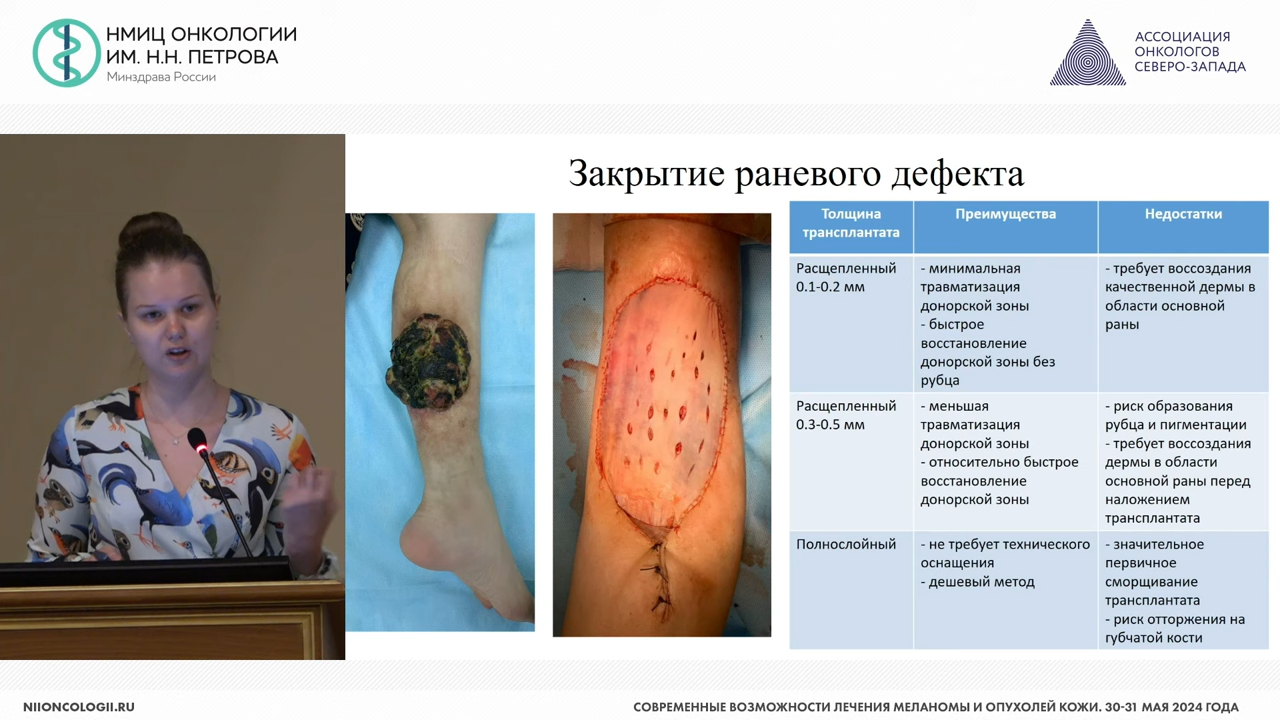 НМИЦ ОНКОЛОГИИ
ИМ. Н.Н. ПЕТРОВА
Минздрава России
АССОЦИАЦИЯ
ОНКОЛОГОВ
СЕВЕРО-ЗАПАДА
Закрытие раневого дефекта
Толщина
трансплантата
Преимущества
Недостатки
Расщепленный
0.1-0.2 мм
- минимальная
травматизация
донорской зоны
- быстрое
восстановление
донорской зоны без
рубца
- требует воссоздания
качественной дермы в
области основной
раны
Расщепленный
0.3-0.5 мм
- меньшая
травматизация
донорской зоны
- относительно быстрое
восстановление
донорской зоны
- риск образования
рубца и пигментации
- требует воссоздания
дермы в области
основной раны перед
наложением
трансплантата
Полнослойный
- не требует технического
оснащения
- дешевый метод
- значительное
первичное
сморщивание
трансплантата
- риск отторжения на
губчатой кости
NIIONCOLOGII.RU
СОВРЕМЕННЫЕ ВОЗМОЖНОСТИ ЛЕЧЕНИЯ МЕЛАНОМЫ И ОПУХОЛЕЙ КОЖИ. 30-31 МАЯ 2024 ГОДА